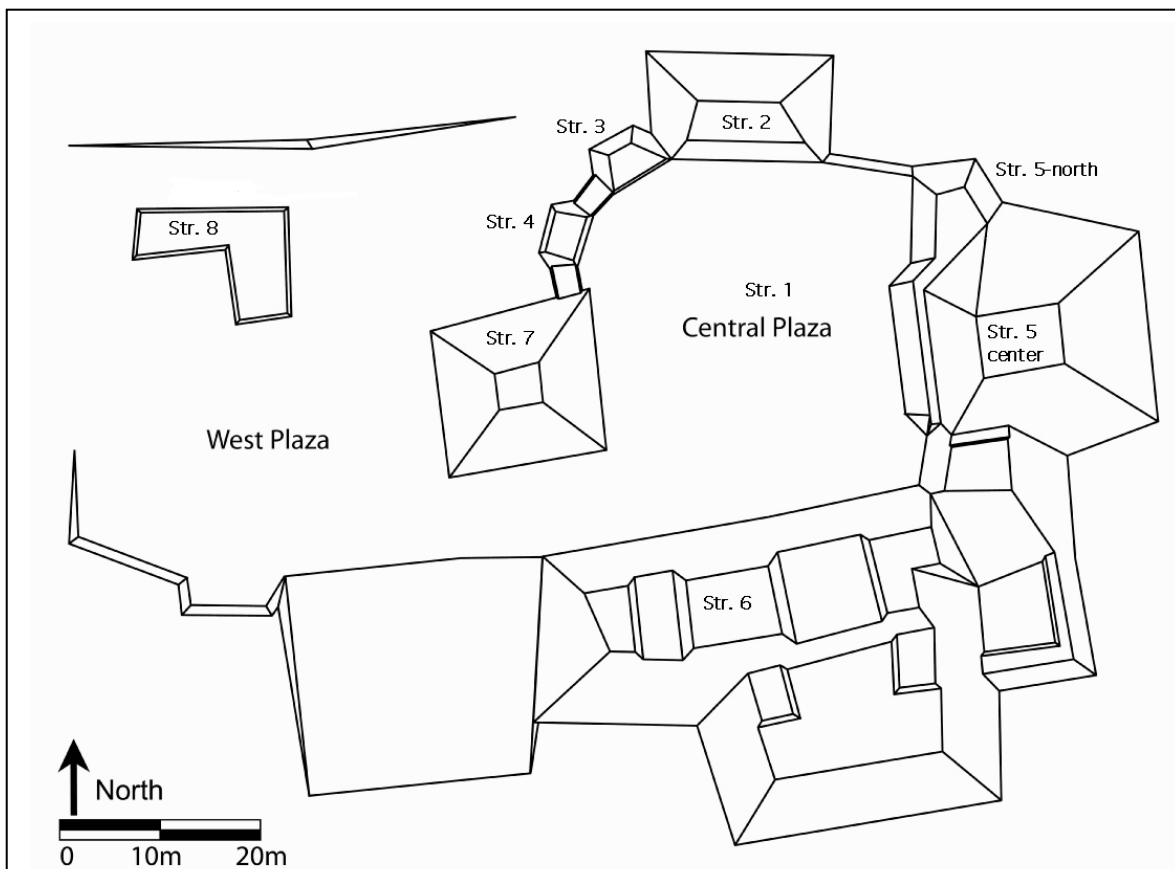 Str. 2
Str. 3
Str. 5-north
Str. 8
Str. 4
Str. 1
Central Plaza
Str. 7
Str. 5
center
West Plaza
Str. 6
North
0 10m 20m